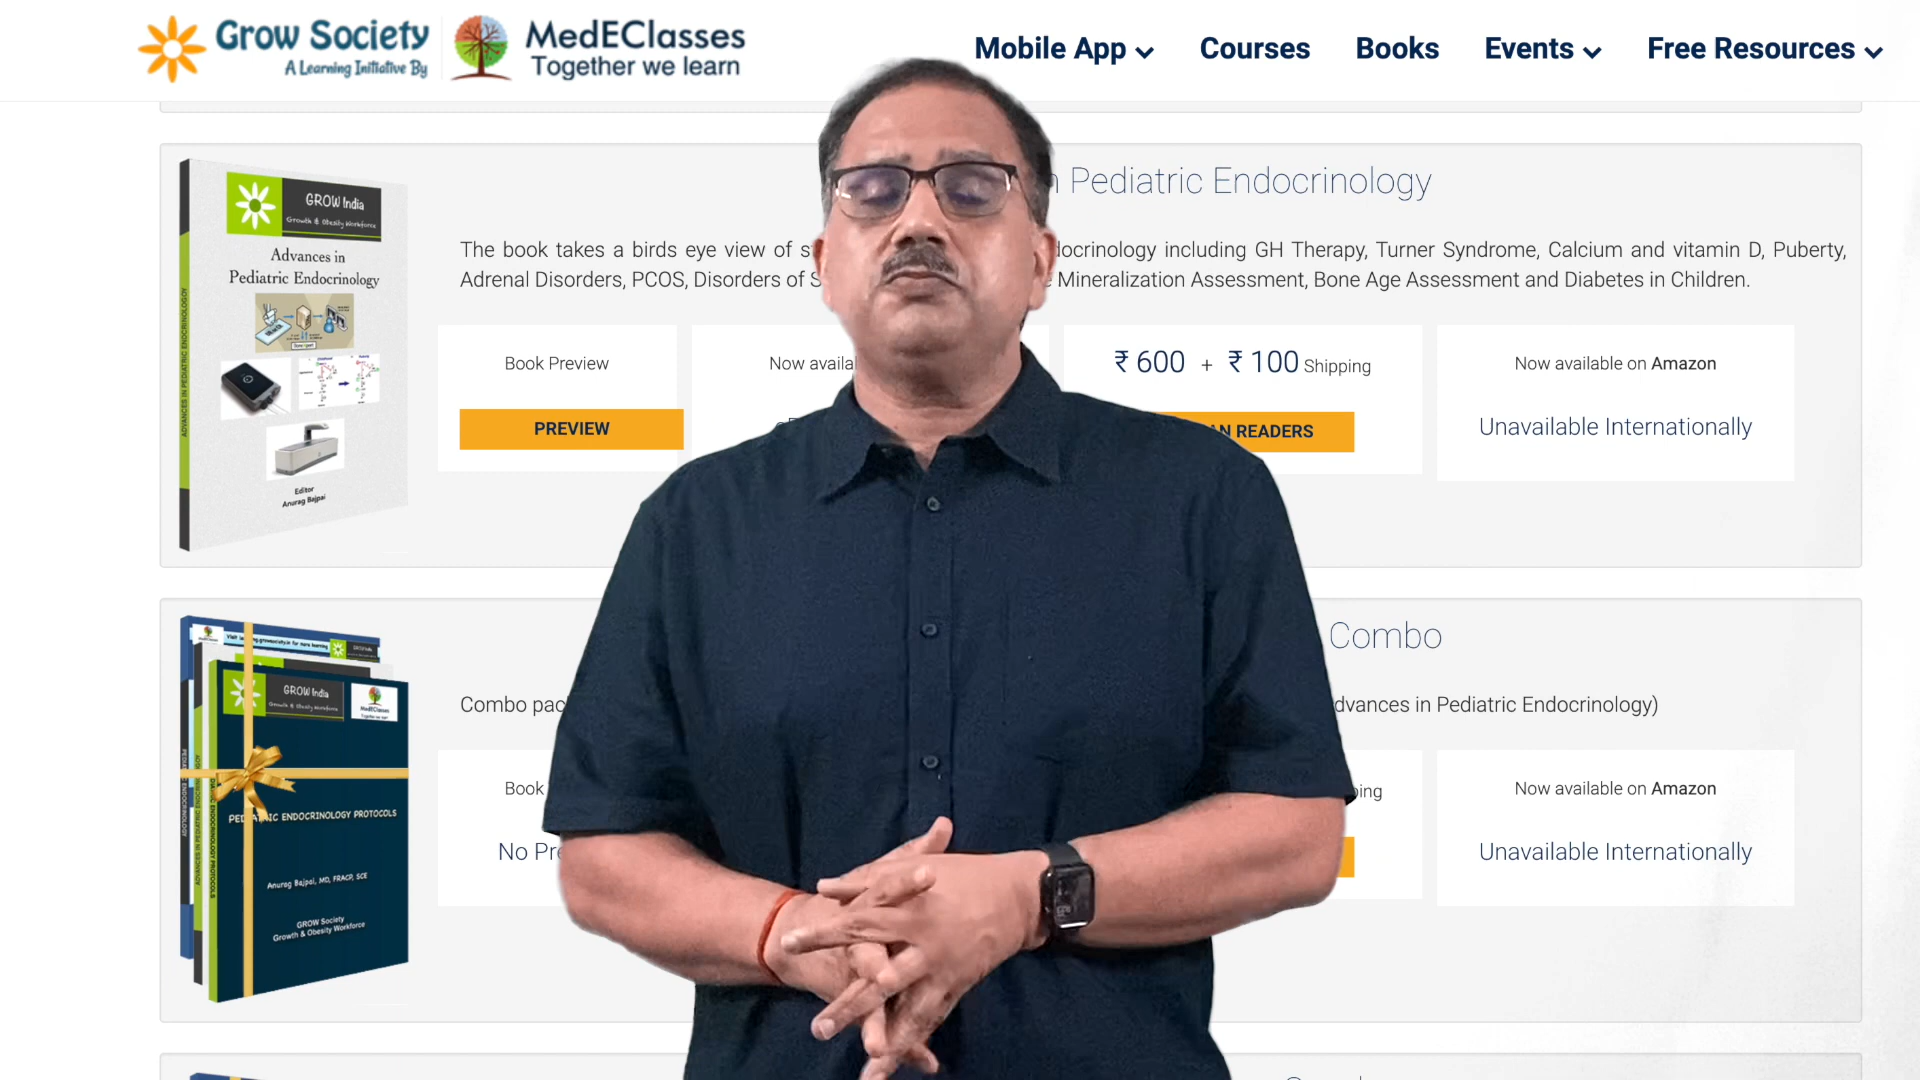 Grow Society
A Learning Initiative By
MedEClasses
Together we learn
Mobile App
Courses
Books
Events
Free Resources
Pediatric Endocrinology
The book takes a birds eye view of
including GH Therapy, Turner Syndrome, Calcium and vitamin D, Puberty,
Adrenal Disorders, PCOS, Disorders of
Mineralization Assessment, Bone Age Assessment and Diabetes in Children.
Book Preview
PREVIEW
Now
₹ 600 + ₹ 100 Shipping
READERS
Now available on Amazon
Unavailable Internationally
GROW India
Growth & Obesity Workforce
Advances in
Pediatric Endocrinology
Editor
Anurag Bajpai
ADVANCES IN PEDIATRIC ENDOCRINOLOGY
Combo
Combo
in Pediatric Endocrinology)
Book
No
Now available on Amazon
Unavailable Internationally
GROW India
Growth & Obesity Workforce
MedEClasses
PEDIATRIC ENDOCRINOLOGY PROTOCOLS
Anurag Bajpai, MD, FRACP, SCE
GROW Society
Growth & Obesity Workforce